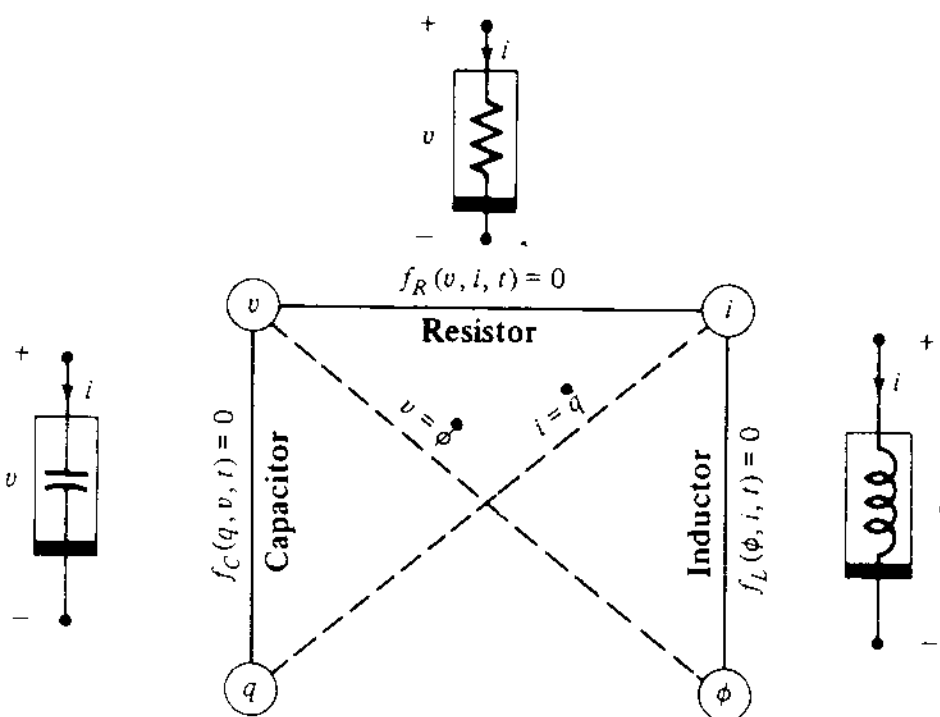 +
i
v
−
f_R (v, i, t) = 0
v
i
Resistor
+
i
v
−
v = φ̇
i = q̇
f_C (q, v, t) = 0
Capacitor
Inductor
f_L (φ, i, t) = 0
+
i
−
q
φ